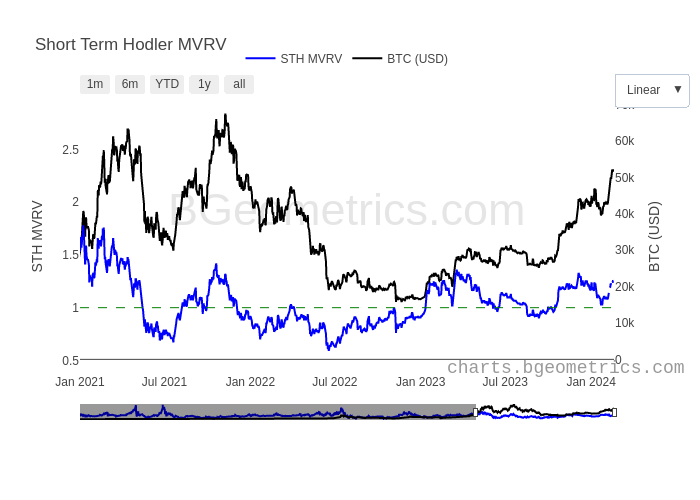 Short Term Hodler MVRV
STH MVRV BTC (USD)
1m 6m YTD 1y all
Linear ▼
70k
60k
2.5
50k
2
40k
BGeometrics.com
STH MVRV
BTC (USD)
1.5
30k
20k
1
10k
0.5
0
charts.bgeometrics.com
Jan 2021 Jul 2021 Jan 2022 Jul 2022 Jan 2023 Jul 2023 Jan 2024